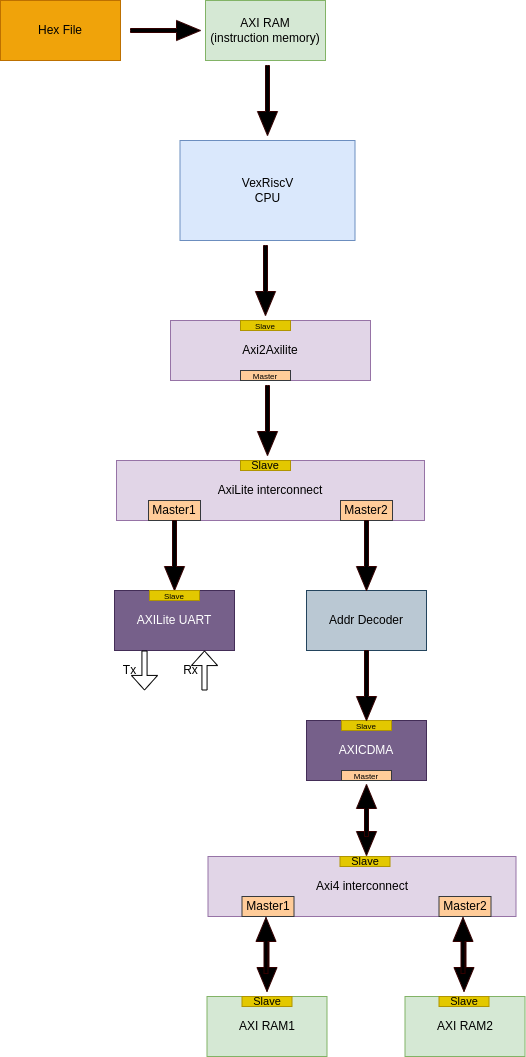 Hex File
AXI RAM
(instruction memory)
VexRiscV
CPU
Slave
Axi2Axilite
Master
Slave
AxiLite interconnect
Master1
Master2
Slave
AXILite UART
Addr Decoder
Tx
Rx
Slave
AXICDMA
Master
Slave
Axi4 interconnect
Master1
Master2
Slave
Slave
AXI RAM1
AXI RAM2